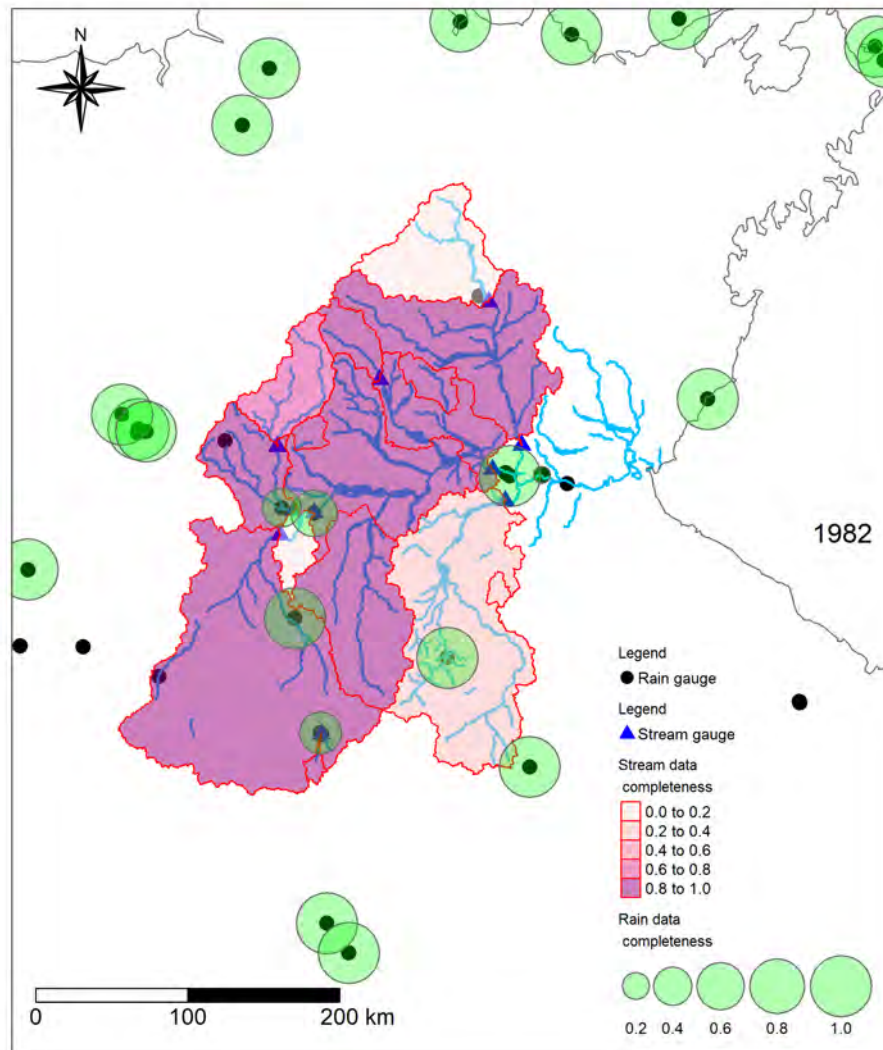 N
1982
Legend
Rain gauge
Legend
Stream gauge
Stream data
completeness
0.0 to 0.2
0.2 to 0.4
0.4 to 0.6
0.6 to 0.8
0.8 to 1.0
Rain data
completeness
0.2 0.4 0.6 0.8 1.0
0 100 200 km